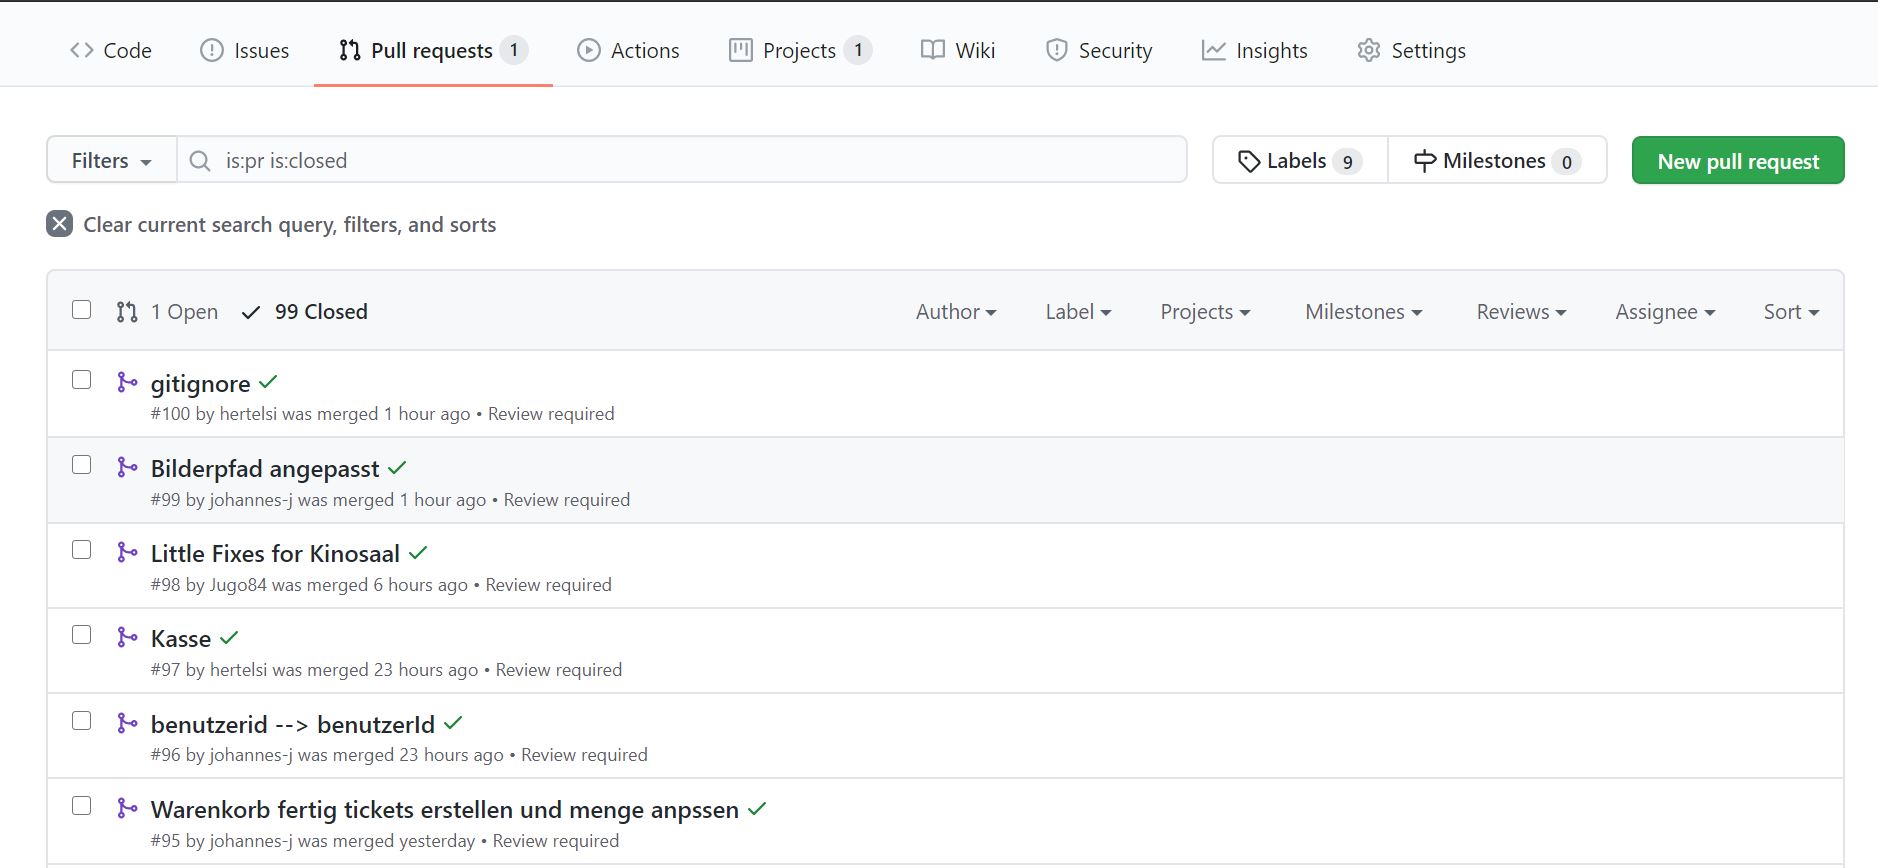 Code Issues Pull requests 1 Actions Projects 1 Wiki Security Insights Settings
Filters is:pr is:closed Labels 9 Milestones 0 New pull request
Clear current search query, filters, and sorts
1 Open 99 Closed Author Label Projects Milestones Reviews Assignee Sort
gitignore
#100 by hertelsi was merged 1 hour ago • Review required
Bilderpfad angepasst
#99 by johannes-j was merged 1 hour ago • Review required
Little Fixes for Kinosaal
#98 by Jugo84 was merged 6 hours ago • Review required
Kasse
#97 by hertelsi was merged 23 hours ago • Review required
benutzerid --> benutzerId
#96 by johannes-j was merged 23 hours ago • Review required
Warenkorb fertig tickets erstellen und menge anpssen
#95 by johannes-j was merged yesterday • Review required